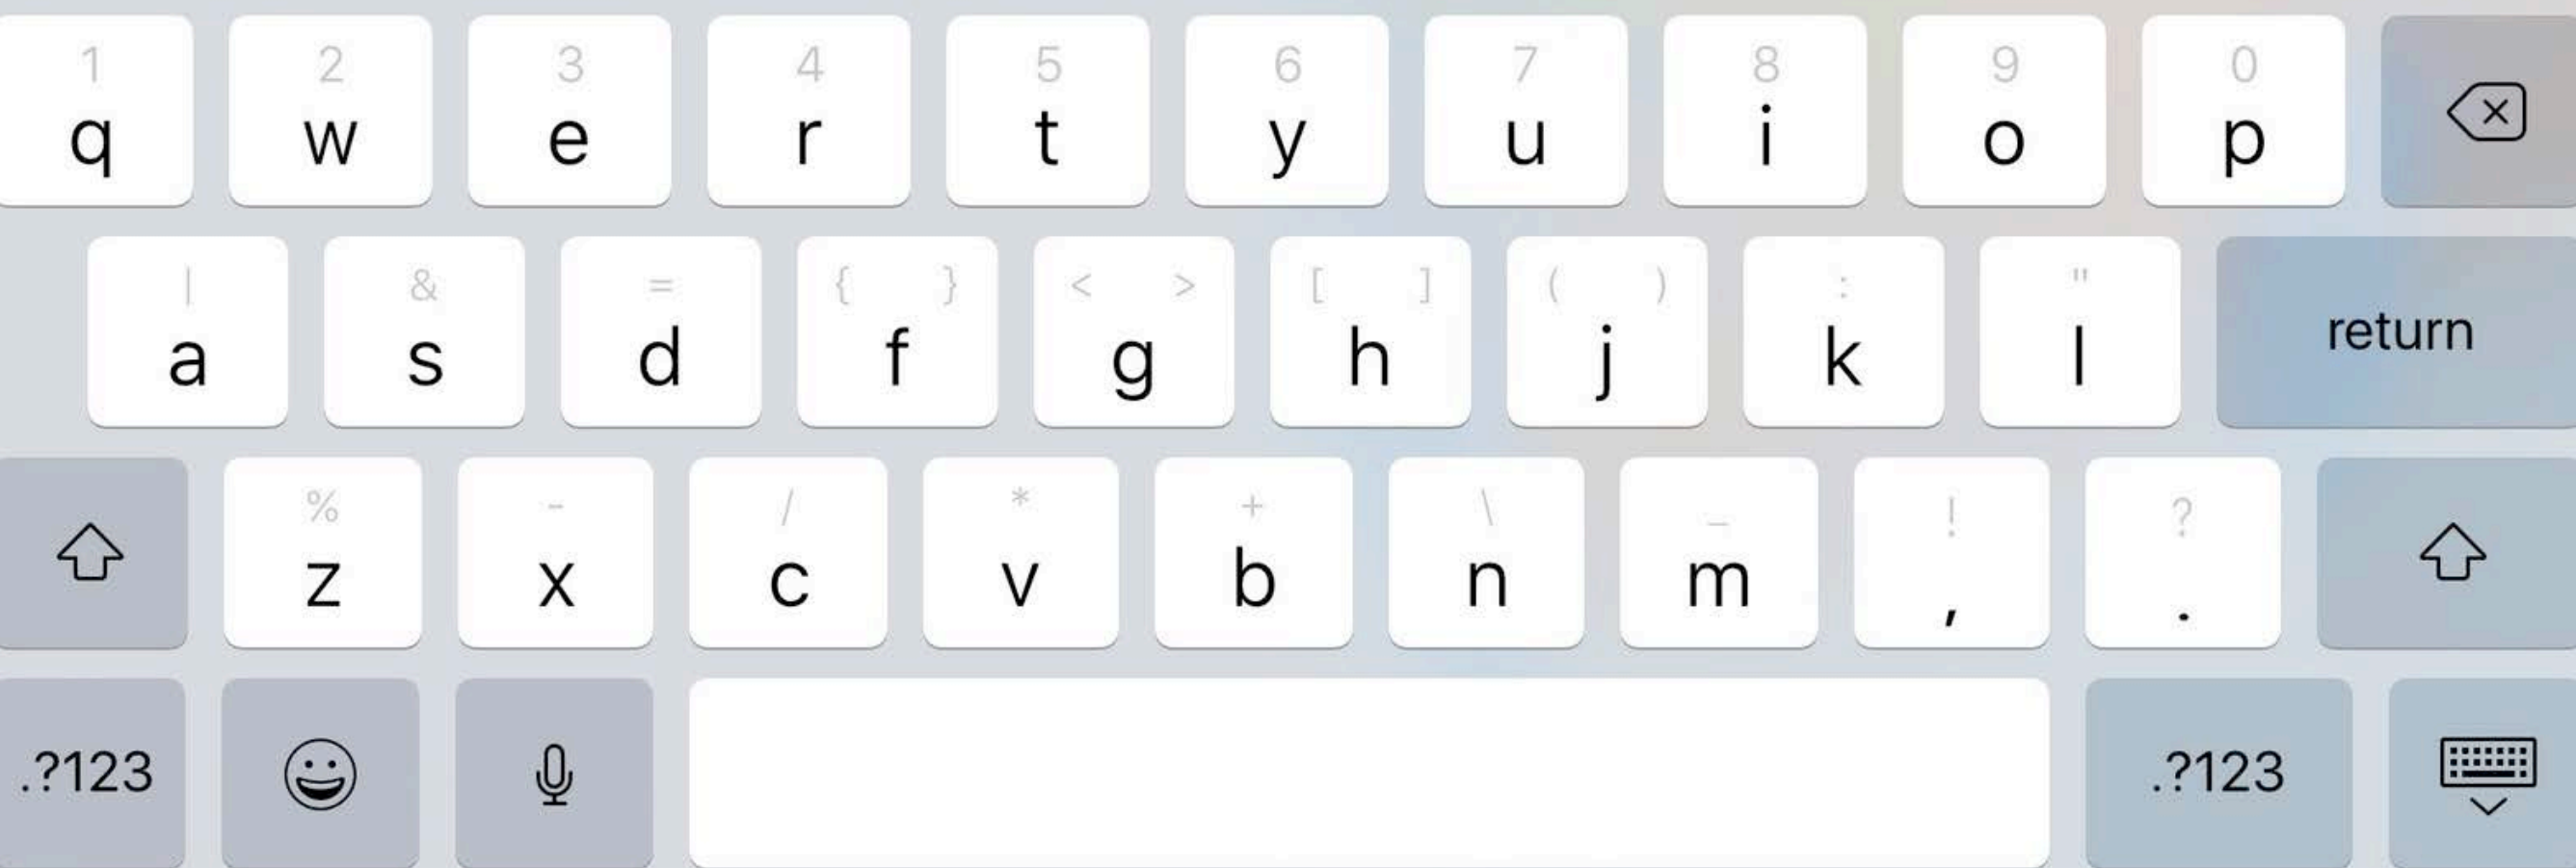 1 2 3 4 5 6 7 8 9 0
q w e r t y u i o p
| & = { } < > [ ] ( ) : "
a s d f g h j k l return
% - / * + \ _ ! ?
z x c v b n m , .
.?123 .?123